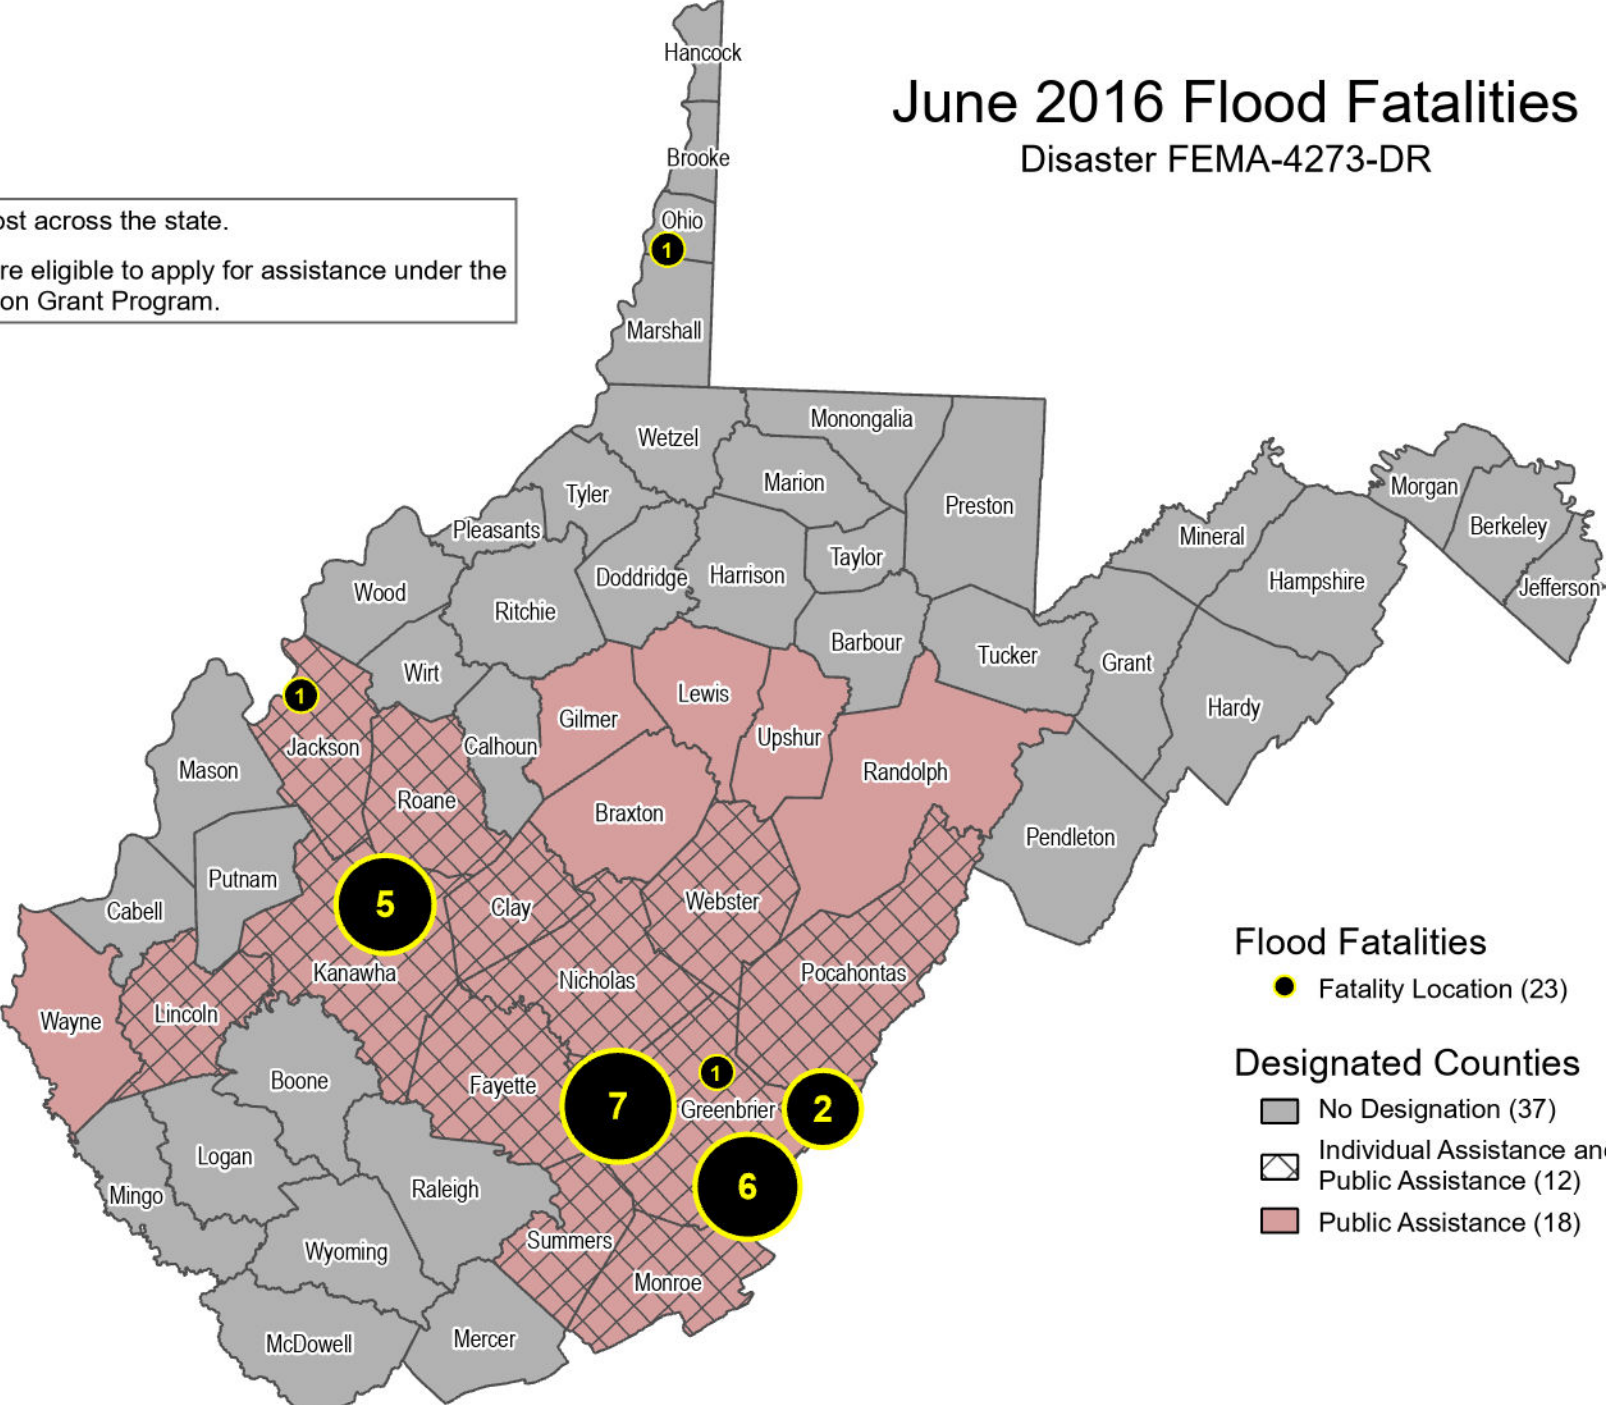 Hancock
June 2016 Flood Fatalities
Disaster FEMA-4273-DR
Brooke
ost across the state.
re eligible to apply for assistance under the
on Grant Program.
Ohio
1
Marshall
Wetzel
Monongalia
Marion
Preston
Tyler
Pleasants
Morgan
Berkeley
Mineral
Jefferson
Hampshire
Taylor
Harrison
Doddridge
Wood
Ritchie
Barbour
Tucker
Grant
Hardy
Wirt
1
Lewis
Gilmer
Upshur
Jackson
Calhoun
Mason
Randolph
Roane
Braxton
Pendleton
Putnam
5
Clay
Webster
Cabell
Kanawha
Nicholas
Pocahontas
Wayne
Lincoln
Boone
Fayette
7
1
Greenbrier
2
6
Logan
Mingo
Raleigh
Summers
Wyoming
Monroe
McDowell
Mercer
Flood Fatalities
Fatality Location (23)
Designated Counties
No Designation (37)
Individual Assistance an
Public Assistance (12)
Public Assistance (18)